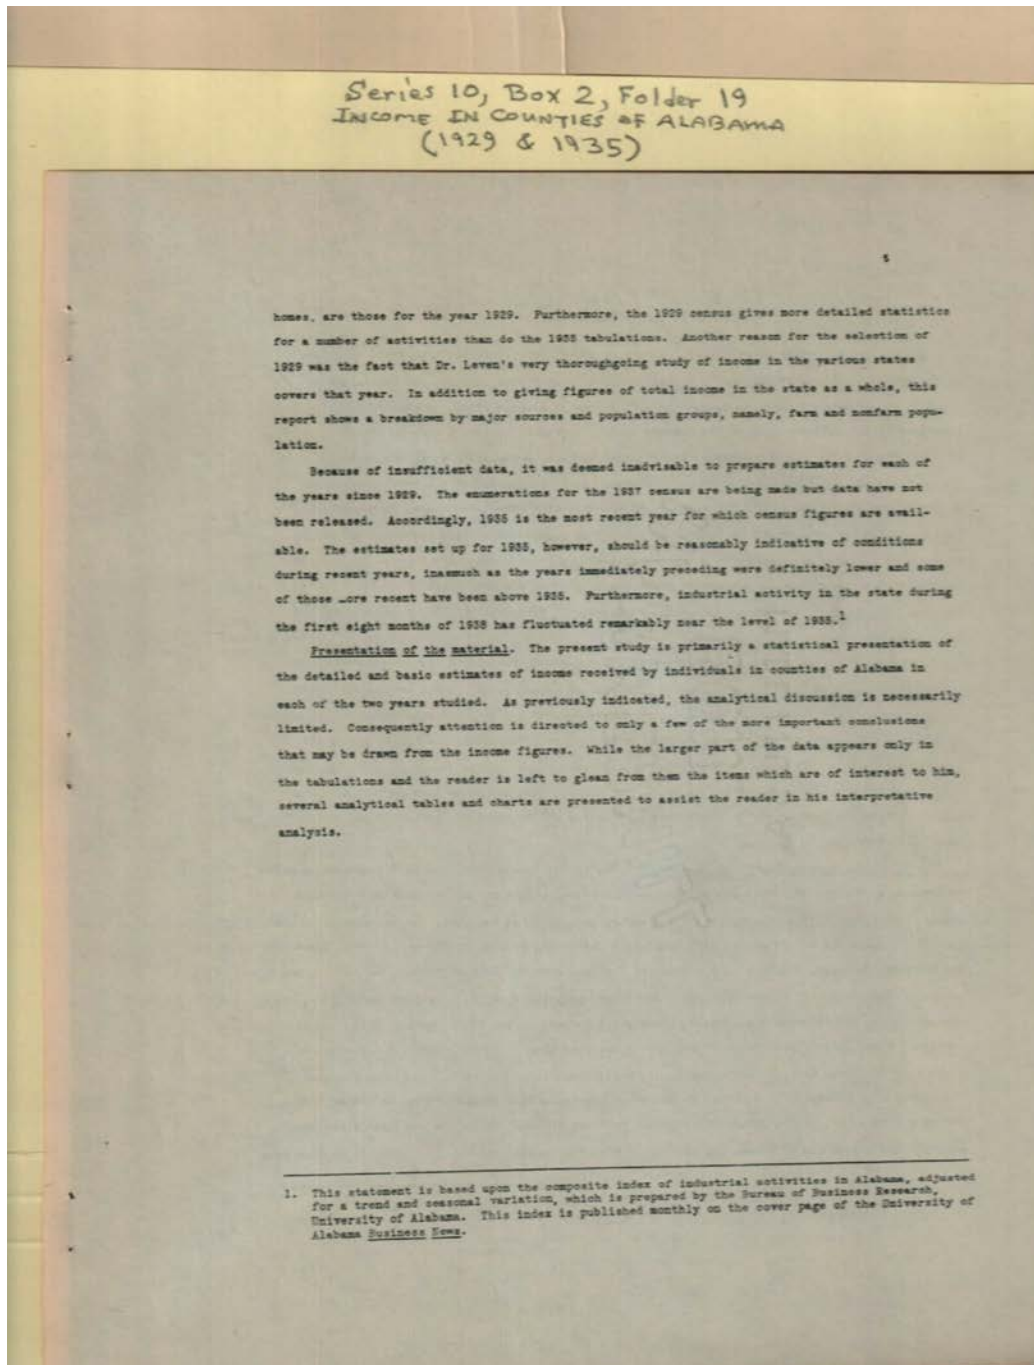 Series 10, Box 2, Folder 19
INCOME IN COUNTIES OF ALABAMA
(1929 & 1935)
5
homes, are those for the year 1929. Furthermore, the 1929 census gives more detailed statistics
for a number of activities than do the 1935 tabulations. Another reason for the selection of
1929 was the fact that Dr. Leven's very thoroughgoing study of income in the various states
covers that year. In addition to giving figures of total income in the state as a whole, this
report shows a breakdown by major sources and population groups, namely, farm and nonfarm popu-
lation.
Because of insufficient data, it was deemed inadvisable to prepare estimates for each of
the years since 1929. The enumerations for the 1937 census are being made but data have not
been released. Accordingly, 1935 is the most recent year for which census figures are avail-
able. The estimates set up for 1935, however, should be reasonably indicative of conditions
during recent years, inasmuch as the years immediately preceding were definitely lower and some
of those ore recent have been above 1935. Furthermore, industrial activity in the state during
the first eight months of 1938 has fluctuated remarkably near the level of 1935.1
Presentation of the material. The present study is primarily a statistical presentation of
the detailed and basic estimates of income received by individuals in counties of Alabama in
each of the two years studied. As previously indicated, the analytical discussion is necessarily
limited. Consequently attention is directed to only a few of the more important conclusions
that may be drawn from the income figures. While the larger part of the data appears only in
the tabulations and the reader is left to glean from them the items which are of interest to him,
several analytical tables and charts are presented to assist the reader in his interpretative
analysis.
1. This statement is based upon the composite index of industrial activities in Alabama, adjusted
for a trend and seasonal variation, which is prepared by the Bureau of Business Research,
University of Alabama. This index is published monthly on the cover page of the University of
Alabama Business News.